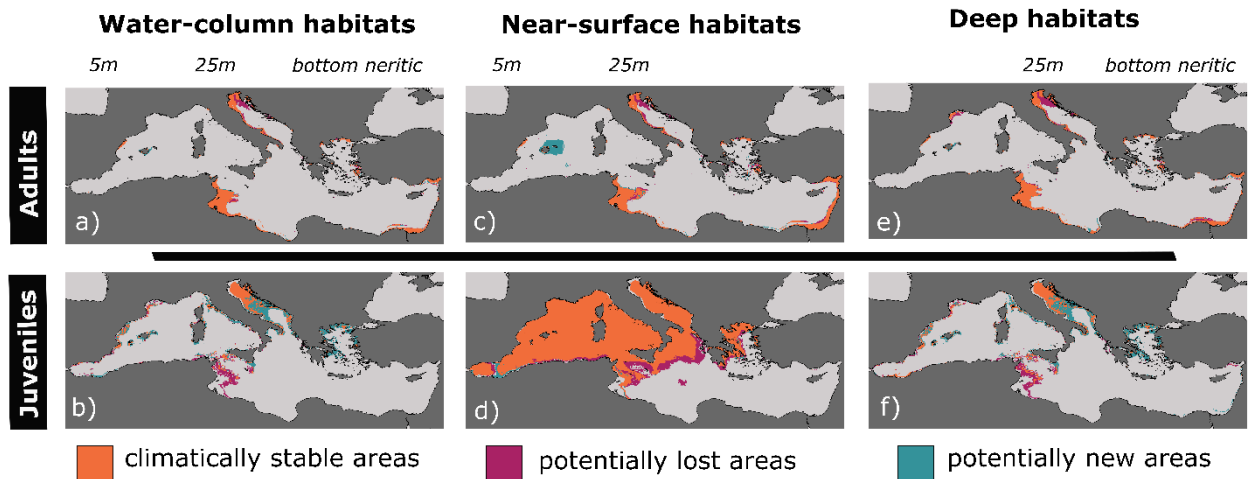 Water-column habitats
Near-surface habitats
Deep habitats
5m 25m bottom neritic
5m 25m
25m bottom neritic
Adults
a)
c)
e)
Juveniles
b)
d)
f)
climatically stable areas
potentially lost areas
potentially new areas